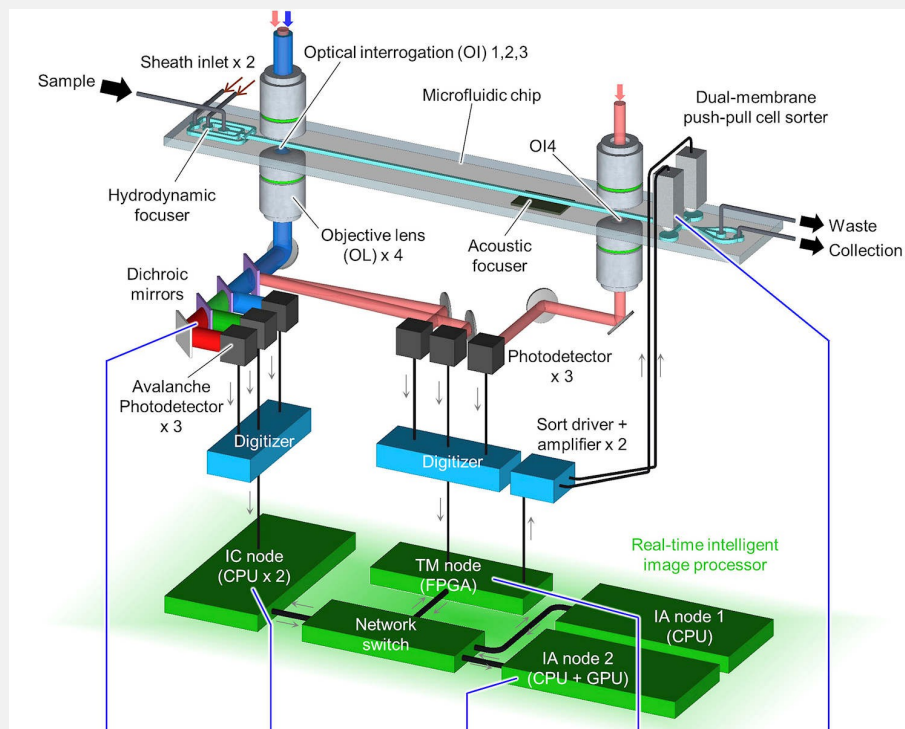 Optical interrogation (OI) 1,2,3
Sheath inlet x 2
Sample
Microfluidic chip
Dual-membrane
push-pull cell sorter
OI4
Hydrodynamic
focuser
Objective lens
(OL) x 4
Acoustic
focuser
Waste
Collection
Dichroic
mirrors
Avalanche
Photodetector
x 3
Photodetector
x 3
Digitizer
Digitizer
Sort driver +
amplifier x 2
Real-time intelligent
image processor
IC node
(CPU x 2)
TM node
(FPGA)
Network
switch
IA node 1
(CPU)
IA node 2
(CPU + GPU)